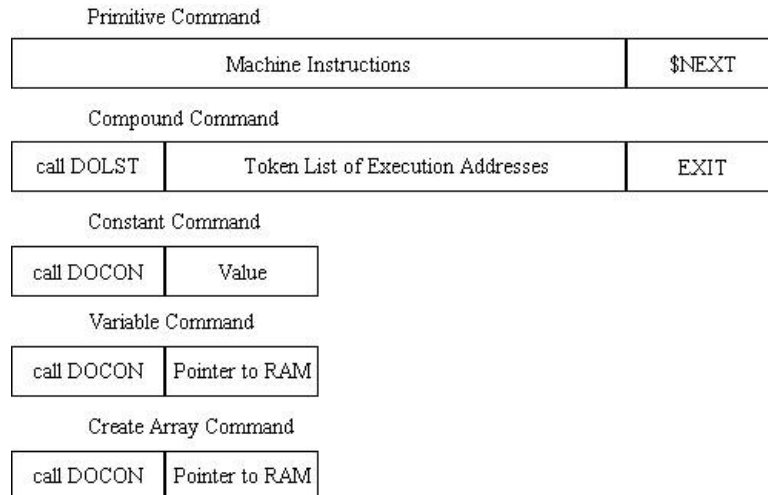 Primitive Command
Machine Instructions $NEXT
Compound Command
call DOLST Token List of Execution Addresses EXIT
Constant Command
call DOCON Value
Variable Command
call DOCON Pointer to RAM
Create Array Command
call DOCON Pointer to RAM